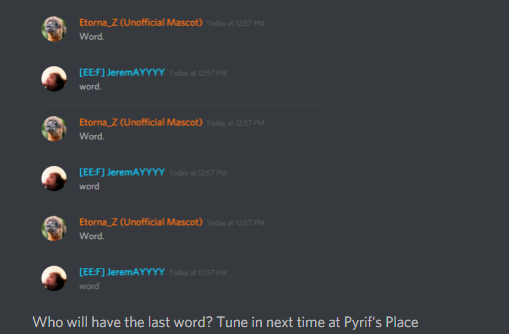 Etorna_Z (Unofficial Mascot) Today at 12:57 PM
Word.
[EE:F] JeremAYYYY Today at 12:57 PM
word.
Etorna_Z (Unofficial Mascot) Today at 12:57 PM
Word.
[EE:F] JeremAYYYY Today at 12:57 PM
word
Etorna_Z (Unofficial Mascot) Today at 12:57 PM
Word.
[EE:F] JeremAYYYY Today at 12:57 PM
word
Who will have the last word? Tune in next time at Pyrif's Place